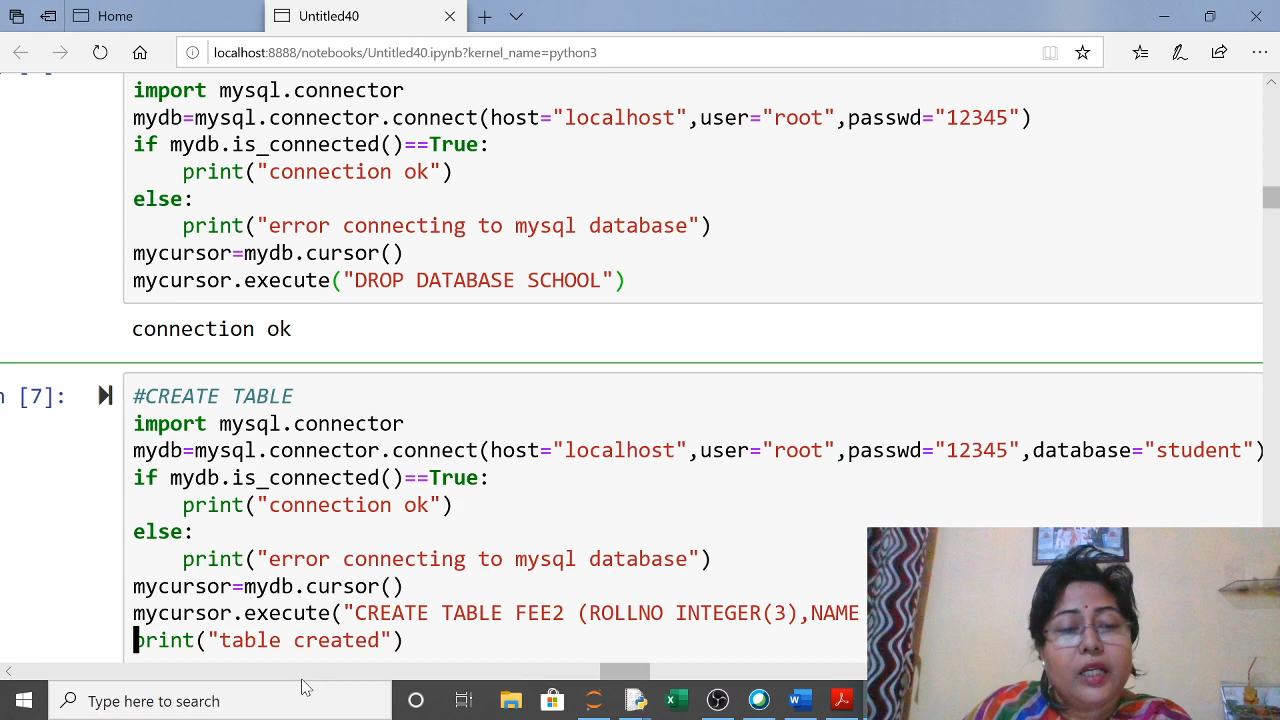 Home
Untitled40
localhost:8888/notebooks/Untitled40.ipynb?kernel_name=python3
import mysql.connector
mydb=mysql.connector.connect(host="localhost",user="root",passwd="12345")
if mydb.is_connected()==True:
print("connection ok")
else:
print("error connecting to mysql database")
mycursor=mydb.cursor()
mycursor.execute("DROP DATABASE SCHOOL")
connection ok
n [7]:
#CREATE TABLE
import mysql.connector
mydb=mysql.connector.connect(host="localhost",user="root",passwd="12345",database="student")
if mydb.is_connected()==True:
print("connection ok")
else:
print("error connecting to mysql database")
mycursor=mydb.cursor()
mycursor.execute("CREATE TABLE FEE2 (ROLLNO INTEGER(3),NAME
print("table created")
Type here to search